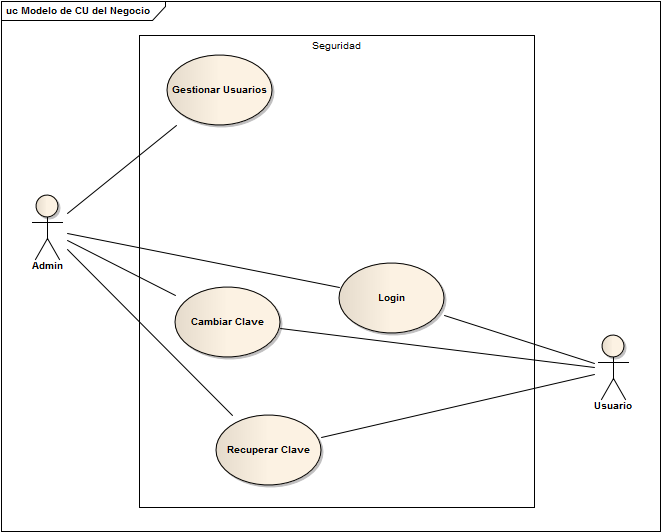 uc Modelo de CU del Negocio
Seguridad
Gestionar Usuarios
Admin
Login
Cambiar Clave
Usuario
Recuperar Clave